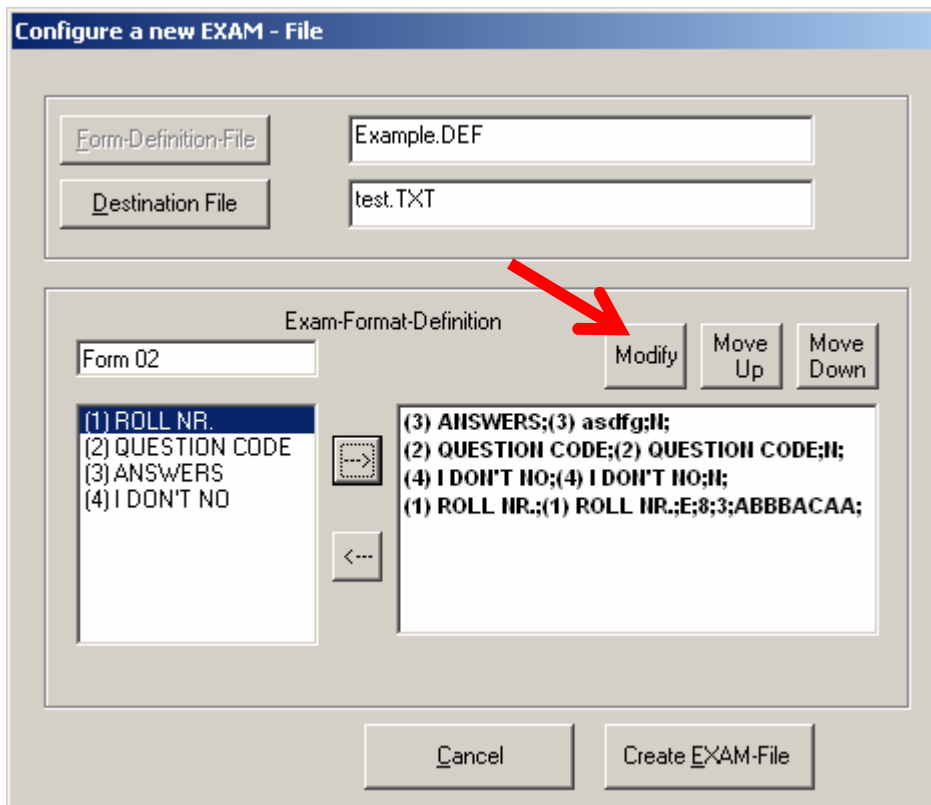 Configure a new EXAM - File
Form-Definition-File
Example.DEF
Destination File
test.TXT
Exam-Format-Definition
Form 02
Modify
Move
Up
Move
Down
(1) ROLL NR.
(2) QUESTION CODE
(3) ANSWERS
(4) I DON'T NO
--->
<---
(3) ANSWERS;(3) asdfg;N;
(2) QUESTION CODE;(2) QUESTION CODE;N;
(4) I DON'T NO;(4) I DON'T NO;N;
(1) ROLL NR.;(1) ROLL NR.;E;8;3;ABBBACAA;
Cancel
Create EXAM-File